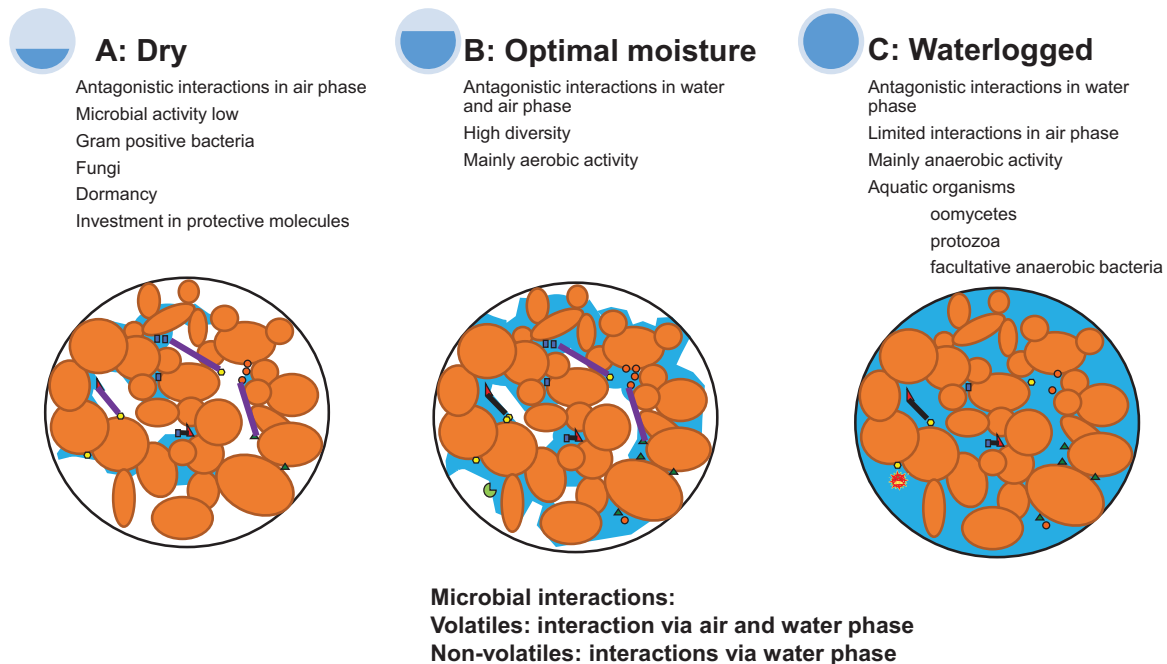 A: Dry
Antagonistic interactions in air phase
Microbial activity low
Gram positive bacteria
Fungi
Dormancy
Investment in protective molecules
B: Optimal moisture
Antagonistic interactions in water
and air phase
High diversity
Mainly aerobic activity
C: Waterlogged
Antagonistic interactions in water
phase
Limited interactions in air phase
Mainly anaerobic activity
Aquatic organisms
oomycetes
protozoa
facultative anaerobic bacteria
Microbial interactions:
Volatiles: interaction via air and water phase
Non-volatiles: interactions via water phase